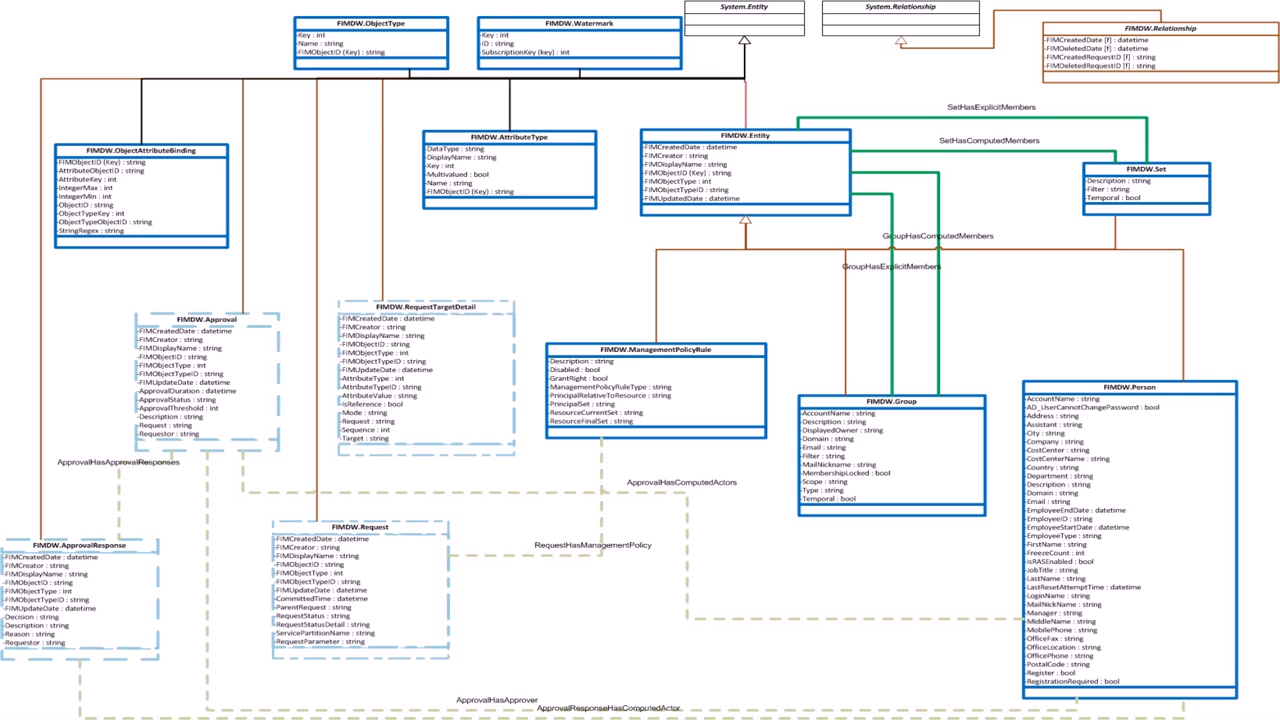 System.Entity
System.Relationship
FIMDW.ObjectType
-Key : int
-Name : string
-FIMObjectID (Key) : string
FIMDW.Watermark
-Key : int
-ID : string
-SubscriptionKey (key) : int
FIMDW.Relationship
-FIMCreatedDate [f] : datetime
-FIMDeletedDate [f] : datetime
-FIMCreatedRequestID [f] : string
-FIMDeletedRequestID [f] : string
SetHasExplicitMembers
SetHasComputedMembers
FIMDW.ObjectAttributeBinding
-FIMObjectID (Key) : string
-AttributeObjectID : string
-AttributeKey : int
-IntegerMax : int
-IntegerMin : int
-ObjectID : string
-ObjectTypeKey : int
-ObjectTypeObjectID : string
-StringRegex : string
FIMDW.AttributeType
-DataType : string
-DisplayName : string
-Key : int
-Multivalued : bool
-Name : string
-FIMObjectID (Key) : string
FIMDW.Entity
-FIMCreatedDate : datetime
-FIMCreator : string
-FIMDisplayName : string
-FIMObjectID (Key) : string
-FIMObjectType : int
-FIMObjectTypeID : string
-FIMUpdatedDate : datetime
FIMDW.Set
-Description : string
-Filter : string
-Temporal : bool
GroupHasComputedMembers
GroupHasExplicitMembers
FIMDW.Approval
-FIMCreatedDate : datetime
-FIMCreator : string
-FIMDisplayName : string
-FIMObjectID : string
-FIMObjectType : int
-FIMObjectTypeID : string
-FIMUpdateDate : datetime
-ApprovalDuration : datetime
-ApprovalStatus : string
-ApprovalThreshold : int
-Description : string
-Request : string
-Requestor : string
FIMDW.RequestTargetDetail
-FIMCreatedDate : datetime
-FIMCreator : string
-FIMDisplayName : string
-FIMObjectID : string
-FIMObjectType : int
-FIMObjectTypeID : string
-FIMUpdateDate : datetime
-AttributeType : int
-AttributeTypeID : string
-AttributeValue : string
-IsReference : bool
-Mode : string
-Request : string
-Sequence : int
-Target : string
FIMDW.ManagementPolicyRule
-Description : string
-Disabled : bool
-GrantRight : bool
-ManagementPolicyRuleType : string
-PrincipalRelativeToResource : string
-PrincipalSet : string
-ResourceCurrentSet : string
-ResourceFinalSet : string
FIMDW.Group
-AccountName : string
-Description : string
-DisplayedOwner : string
-Domain : string
-Email : string
-Filter : string
-MailNickname : string
-MembershipLocked : bool
-Scope : string
-Type : string
-Temporal : bool
FIMDW.Person
-AccountName : string
-AD_UserCannotChangePassword : bool
-Address : string
-Assistant : string
-City : string
-Company : string
-CostCenter : string
-CostCenterName : string
-Country : string
-Department : string
-Description : string
-Domain : string
-Email : string
-EmployeeEndDate : datetime
-EmployeeID : string
-EmployeeStartDate : datetime
-EmployeeType : string
-FirstName : string
-FreezeCount : int
-IsRASEnabled : bool
-JobTitle : string
-LastName : string
-LastResetAttemptTime : datetime
-LoginName : string
-MailNickName : string
-Manager : string
-MiddleName : string
-MobilePhone : string
-OfficeFax : string
-OfficeLocation : string
-OfficePhone : string
-PostalCode : string
-Register : bool
-RegistrationRequired : bool
ApprovalHasApprovalResponses
ApprovalHasComputedActors
RequestHasManagementPolicy
FIMDW.ApprovalResponse
-FIMCreatedDate : datetime
-FIMCreator : string
-FIMDisplayName : string
-FIMObjectID : string
-FIMObjectType : int
-FIMObjectTypeID : string
-FIMUpdateDate : datetime
-Decision : string
-Description : string
-Reason : string
-Requestor : string
FIMDW.Request
-FIMCreatedDate : datetime
-FIMCreator : string
-FIMDisplayName : string
-FIMObjectID : string
-FIMObjectType : int
-FIMObjectTypeID : string
-FIMUpdateDate : datetime
-CommittedTime : datetime
-ParentRequest : string
-RequestStatus : string
-RequestStatusDetail : string
-ServicePartitionName : string
-RequestParameter : string
ApprovalHasApprover
ApprovalResponseHasComputedActor